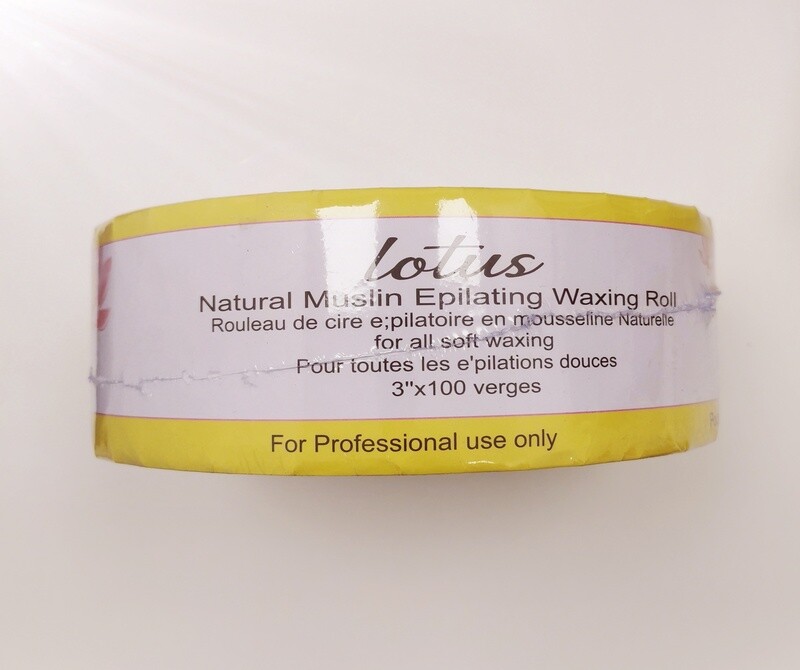 lotus
Natural Muslin Epilating Waxing Roll
Rouleau de cire e;pilatoire en mousseline Naturelle
for all soft waxing
Pour toutes les e'pilations douces
3"x100 verges
For Professional use only